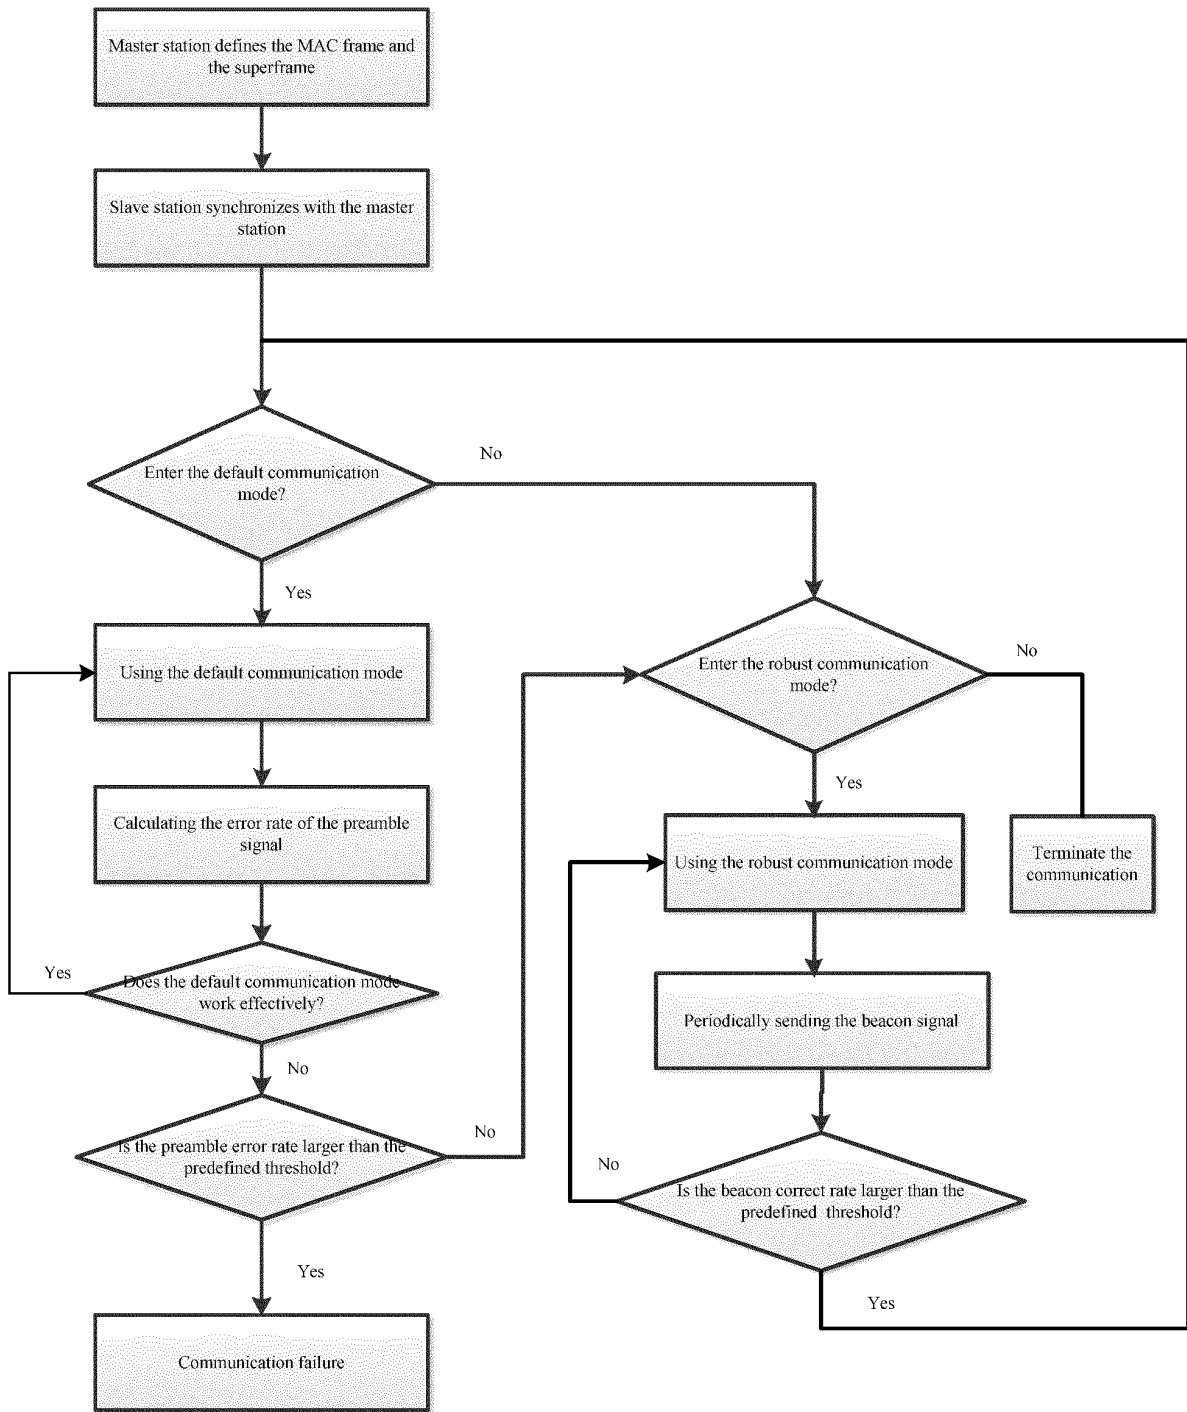 Master station defines the MAC frame and
the superframe
Slave station synchronizes with the master
station
Enter the default communication
mode?
No
Yes
Using the default communication mode
Enter the robust communication
mode?
No
Yes
Calculating the error rate of the preamble
signal
Using the robust communication mode
Terminate the
communication
Does the default communication mode
work effectively?
Yes
No
Periodically sending the beacon signal
Is the preamble error rate larger than the
predefined threshold?
No
Yes
Is the beacon correct rate larger than the
predefined threshold?
No
Yes
Communication failure